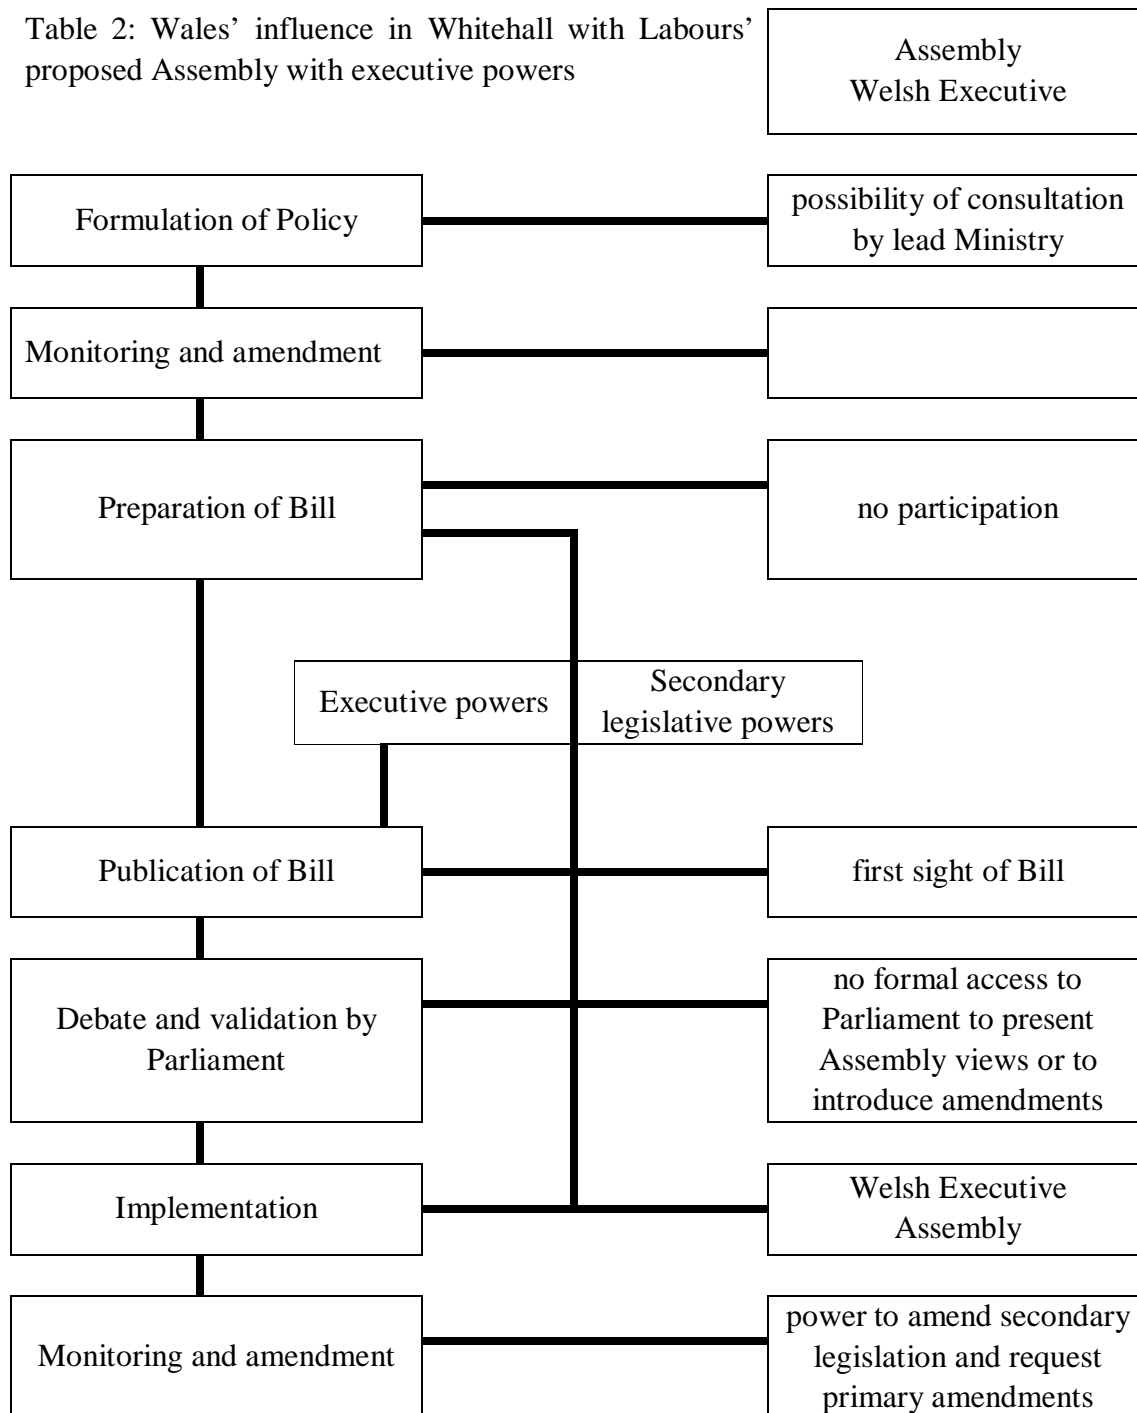 Table 2: Wales’ influence in Whitehall with Labours’
proposed Assembly with executive powers
Assembly
Welsh Executive
Formulation of Policy
possibility of consultation
by lead Ministry
Monitoring and amendment
Preparation of Bill
no participation
Executive powers
Secondary
legislative powers
Publication of Bill
first sight of Bill
Debate and validation by
Parliament
no formal access to
Parliament to present
Assembly views or to
introduce amendments
Implementation
Welsh Executive
Assembly
Monitoring and amendment
power to amend secondary
legislation and request
primary amendments